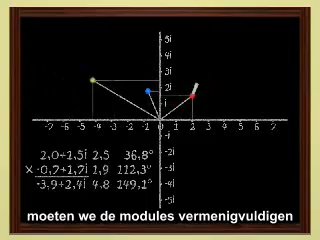 5i
4i
3i
2i
i
-7 -6 -5 -4 -3 -2 -1 1 2 3 4 5 6 7
-i
-2i
-3i
-4i
-5i
2,0+1,5i 2,5 36,8°
× -0,7+1,7i 1,9 112,3°
-3,9+2,4i 4,8 149,1°
moeten we de modules vermenigvuldigen